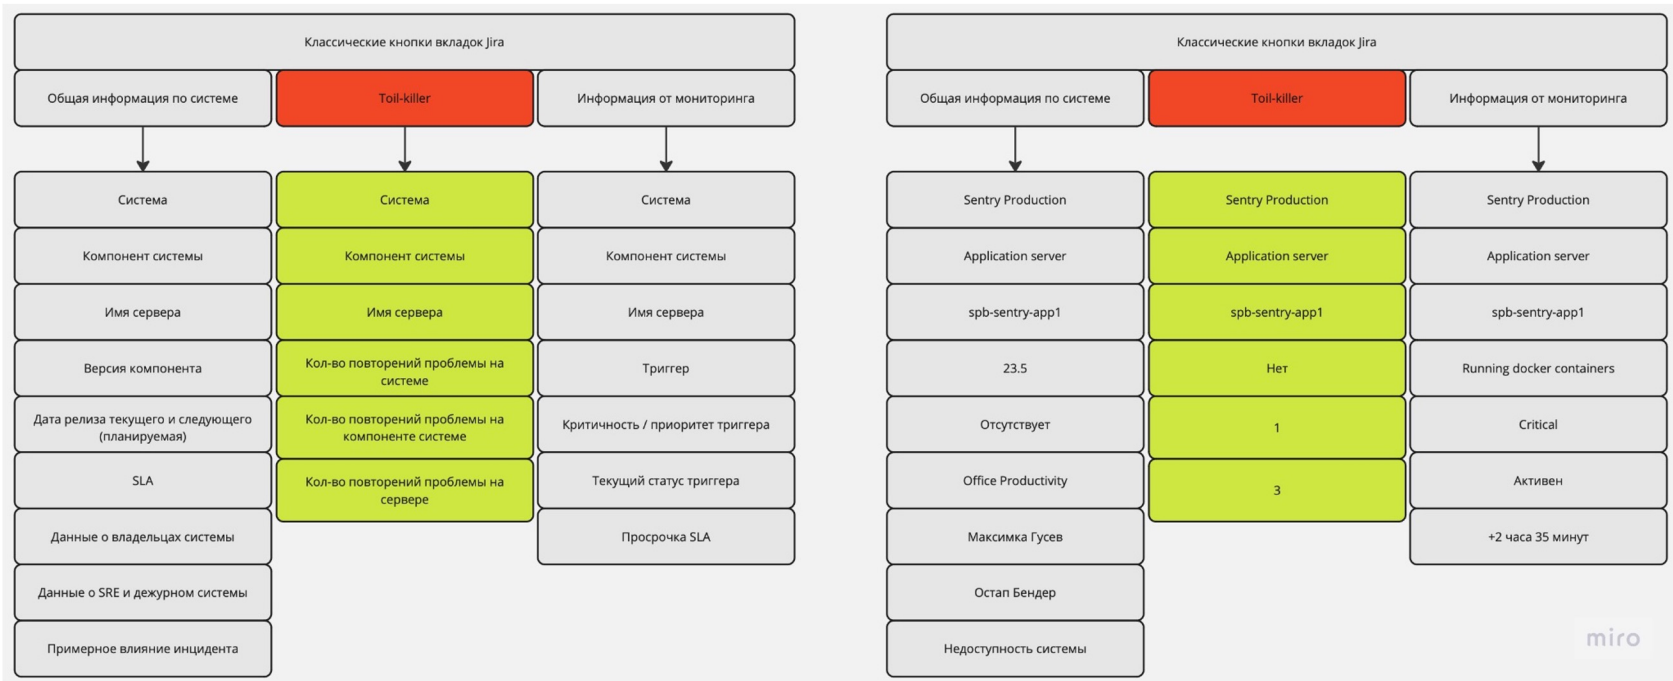 Классические кнопки вкладок Jira
Общая информация по системе
Toil-killer
Информация от мониторинга
Система
Система
Система
Компонент системы
Компонент системы
Компонент системы
Имя сервера
Имя сервера
Имя сервера
Версия компонента
Кол-во повторений проблемы на
системе
Триггер
Дата релиза текущего и следующего
(планируемая)
Кол-во повторений проблемы на
компоненте системе
Критичность / приоритет триггера
SLA
Кол-во повторений проблемы на
сервере
Текущий статус триггера
Данные о владельцах системы
Просрочка SLA
Данные о SRE и дежурном системы
Примерное влияние инцидента
Классические кнопки вкладок Jira
Общая информация по системе
Toil-killer
Информация от мониторинга
Sentry Production
Sentry Production
Sentry Production
Application server
Application server
Application server
spb-sentry-app1
spb-sentry-app1
spb-sentry-app1
23.5
Нет
Running docker containers
Отсутствует
1
Critical
Office Productivity
3
Активен
Максимка Гусев
+2 часа 35 минут
Остап Бендер
Недоступность системы
miro